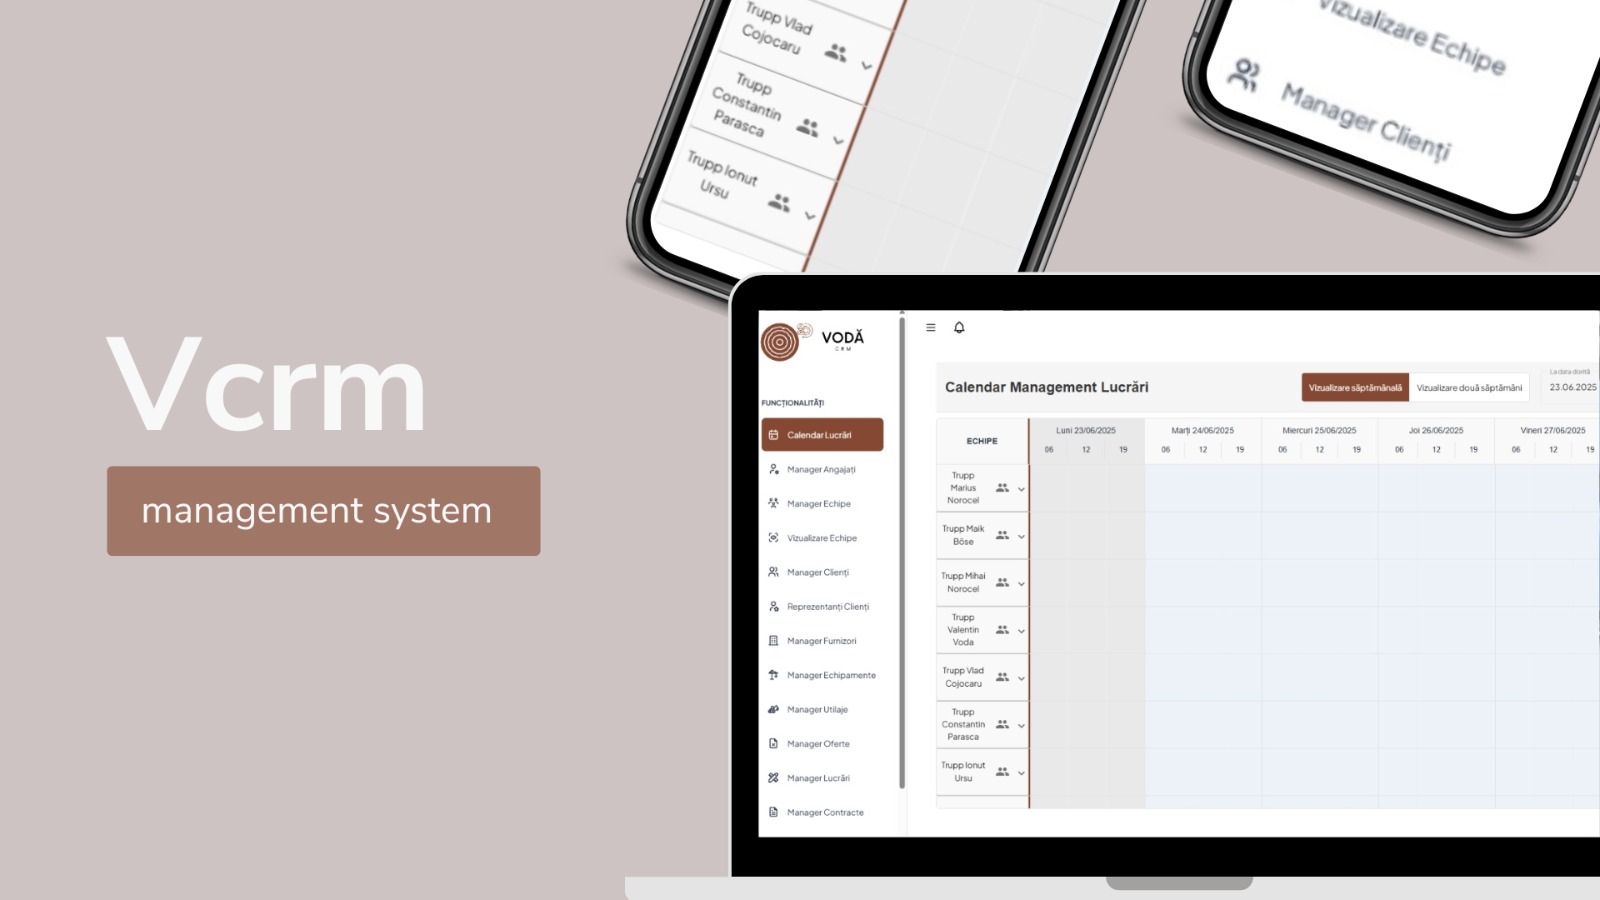 Trupp Vlad
Cojocaru
Trupp
Constantin
Parasca
Trupp Ionut
Ursu
Vizualizare Echipe
Manager Clienți
Vcrm
management system
VODĂ
CRM
FUNCȚIONALITĂȚI
Calendar Lucrări
Manager Angajați
Manager Echipe
Vizualizare Echipe
Manager Clienți
Reprezentanți Clienți
Manager Furnizori
Manager Echipamente
Manager Utilaje
Manager Oferte
Manager Lucrări
Manager Contracte
Calendar Management Lucrări
Vizualizare săptămânală
Vizualizare două săptămâni
La data dorită
23.06.2025
ECHIPE
Luni 23/06/2025
Marți 24/06/2025
Miercuri 25/06/2025
Joi 26/06/2025
Vineri 27/06/2025
06 12 19 06 12 19 06 12 19 06 12 19 06 12 19
Trupp
Marius
Norocel
Trupp Maik
Böse
Trupp Mihai
Norocel
Trupp
Valentin
Voda
Trupp Vlad
Cojocaru
Trupp
Constantin
Parasca
Trupp Ionut
Ursu